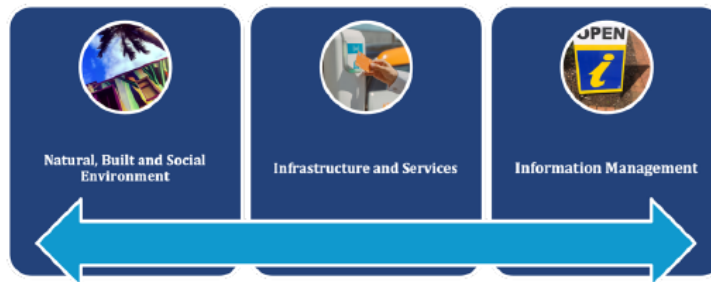 OPEN
i
Natural, Built and Social
Environment
Infrastructure and Services
Information Management